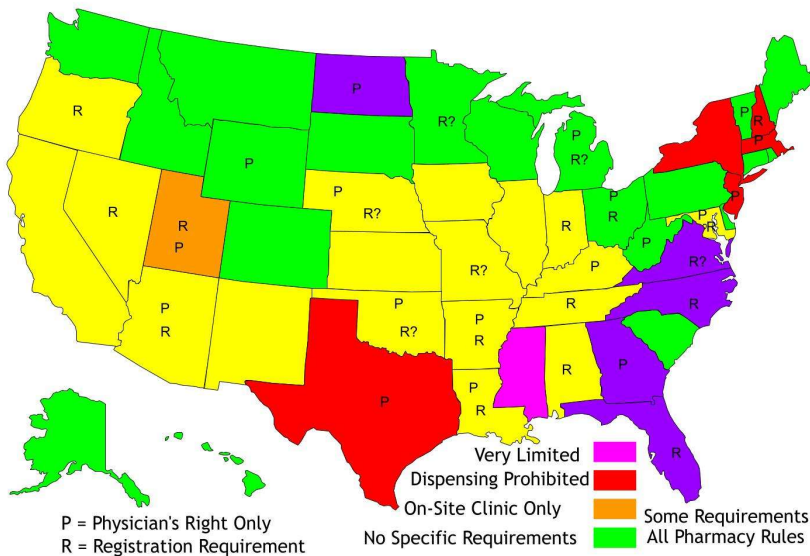 P
R
P
R
R?
P
P
P
R?
P
P
P
P
R
R?
R
P
R
R
R
P
P
R?
P
R?
P
P
R
R
P
R
R?
R
P
R
P
P
R
R
Very Limited
Dispensing Prohibited
On-Site Clinic Only
Some Requirements
No Specific Requirements
All Pharmacy Rules
P = Physician's Right Only
R = Registration Requirement